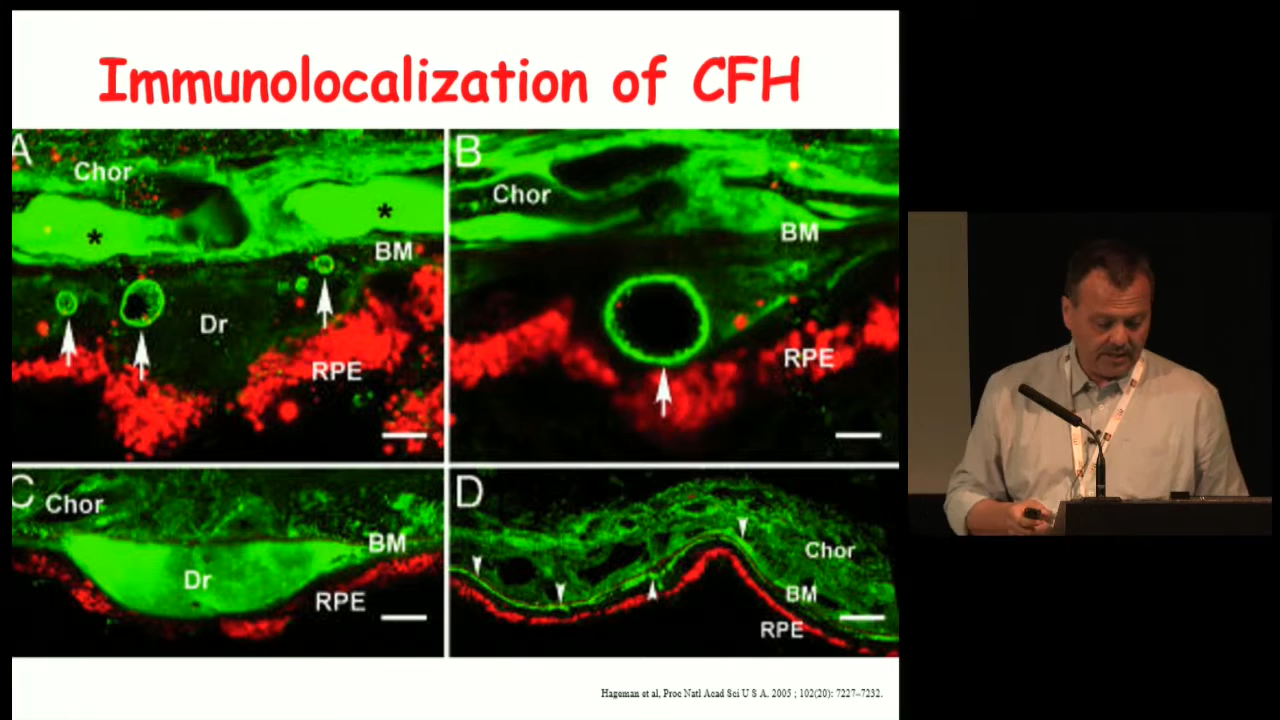 Immunolocalization of CFH
A
Chor
*
*
BM
Dr
RPE
B
Chor
BM
RPE
C
Chor
BM
Dr
RPE
D
Chor
BM
RPE
Hageman et al, Proc Natl Acad Sci U S A. 2005 ; 102(20): 7227–7232.